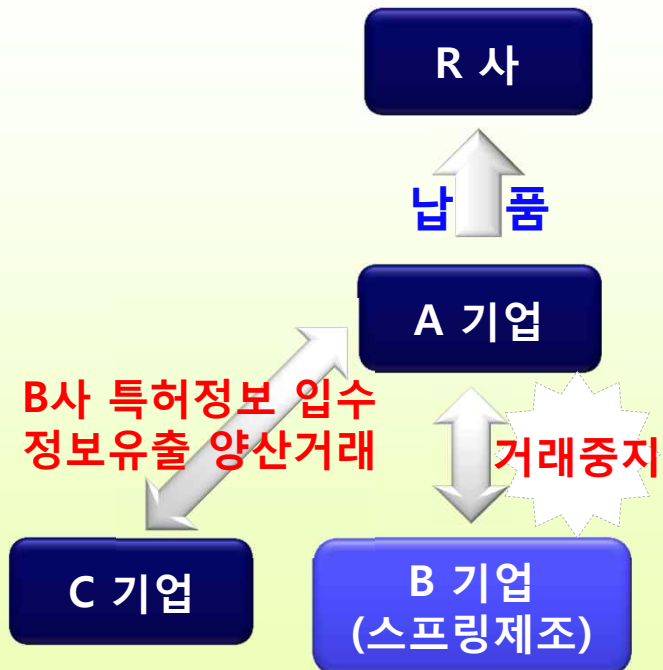 R 사
납 품
A 기업
B사 특허정보 입수
정보유출 양산거래
거래중지
C 기업
B 기업
(스프링제조)